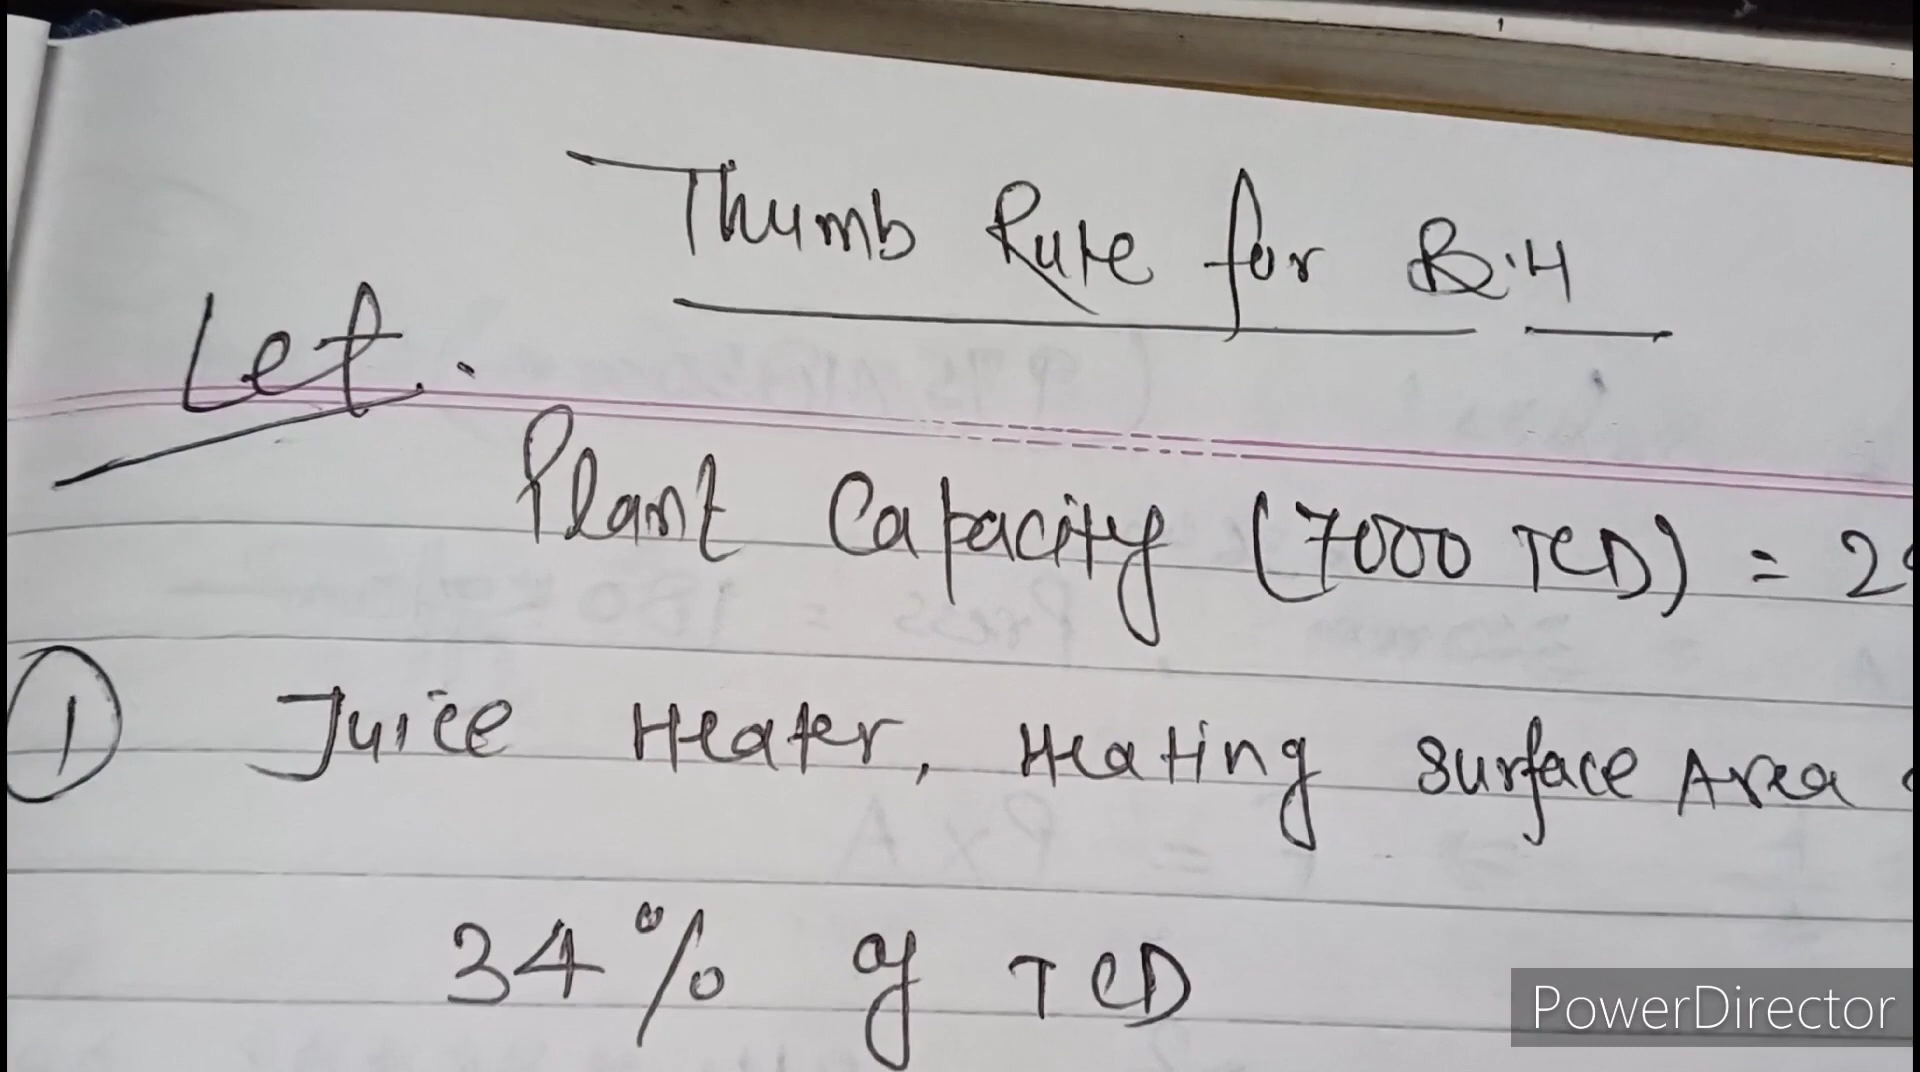 Thumb Rule for B.H
Let.
Plant Capacity (7000 TCD) = 2
① Juice Heater, Heating Surface Area
34% of TCD
PowerDirector